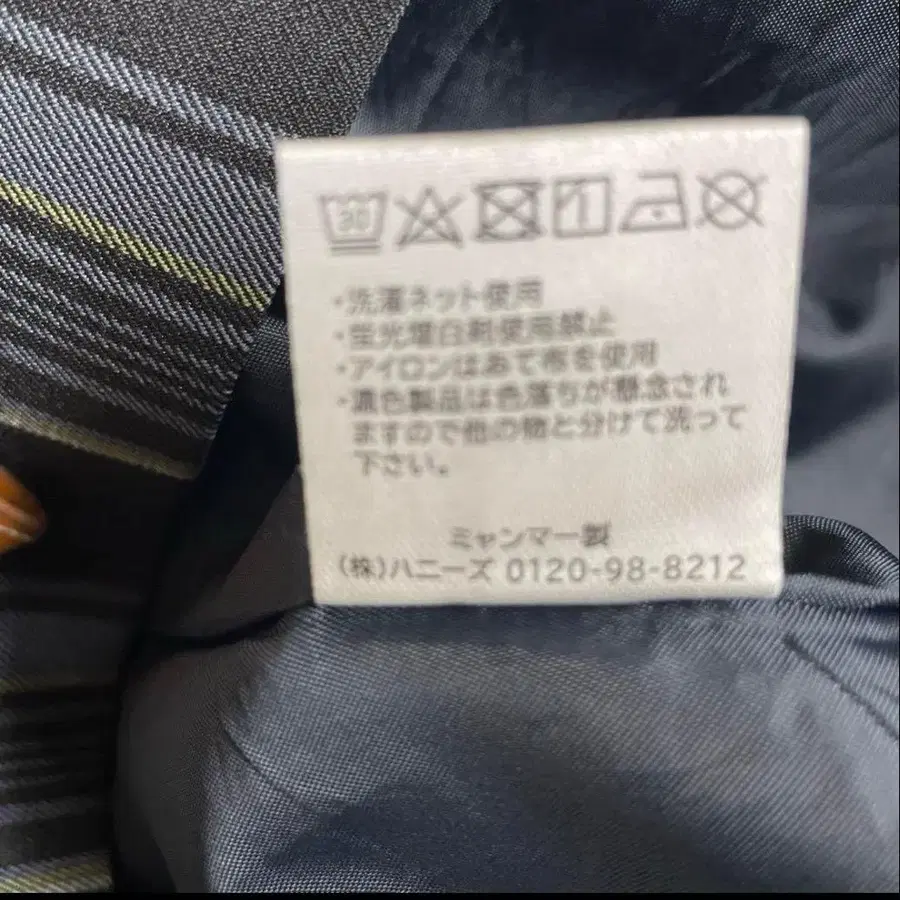 30
・洗濯ネット使用
・蛍光増白剤使用禁止
・アイロンはあて布を使用
・濃色製品は色落ちが懸念され
ますので他の物と分けて洗って
下さい。
ミャンマー製
(株)ハニーズ 0120-98-8212